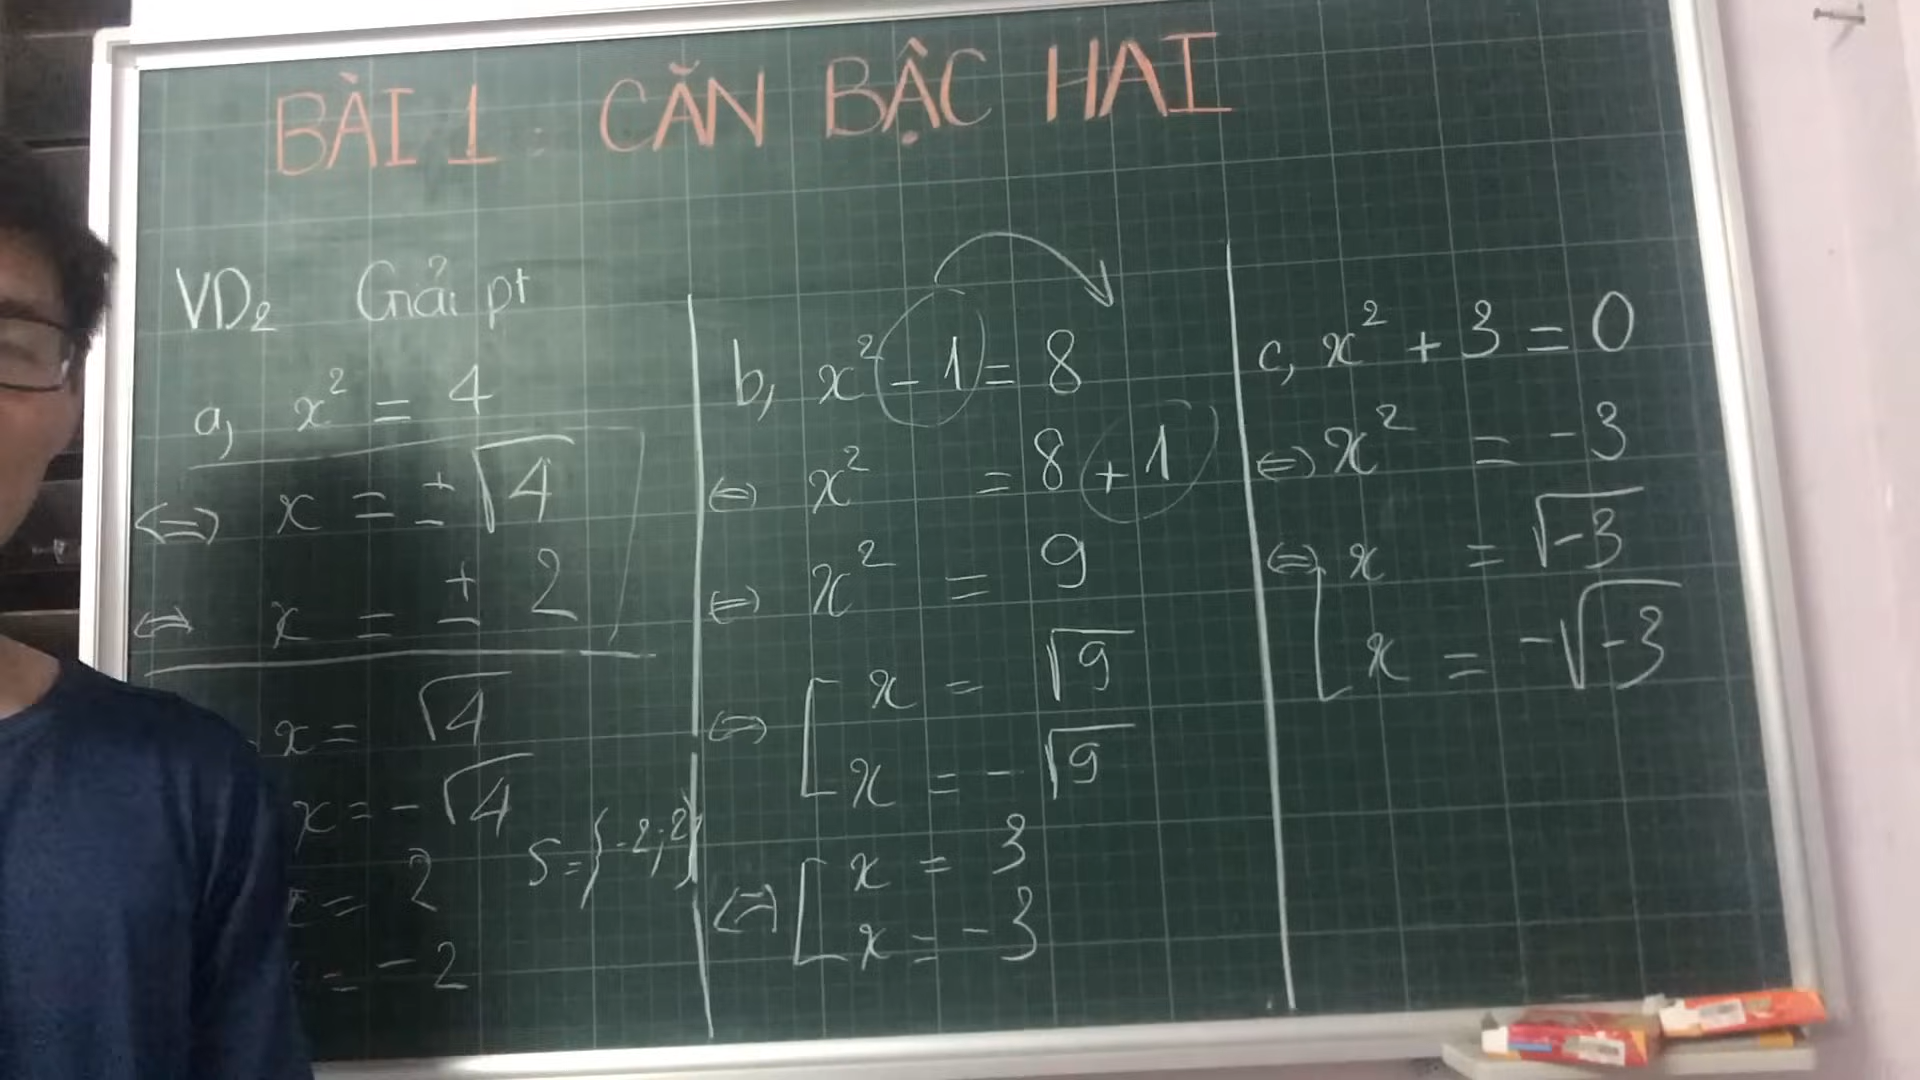 BÀI 1 : CĂN BẬC HAI
VD2 Giải pt
a, x² = 4
⇔ x = ±√4
⇔ x = ± 2
x = √4
x = -√4
= 2
= -2
S = {-2; 2}
b, x² - 1 = 8
⇔ x² = 8 + 1
⇔ x² = 9
⇔ [ x = √9
x = -√9
⇔ [ x = 3
x = -3
c, x² + 3 = 0
⇔ x² = -3
⇔ [ x = √-3
x = -√-3